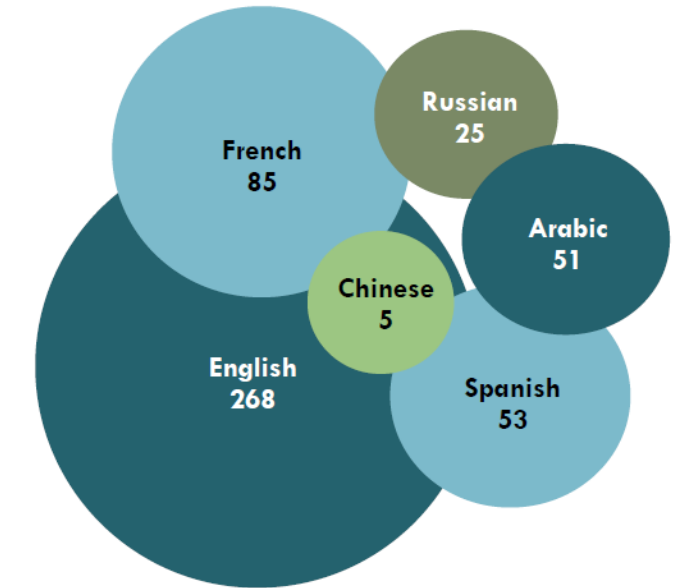 French
85
Russian
25
Arabic
51
Chinese
5
English
268
Spanish
53